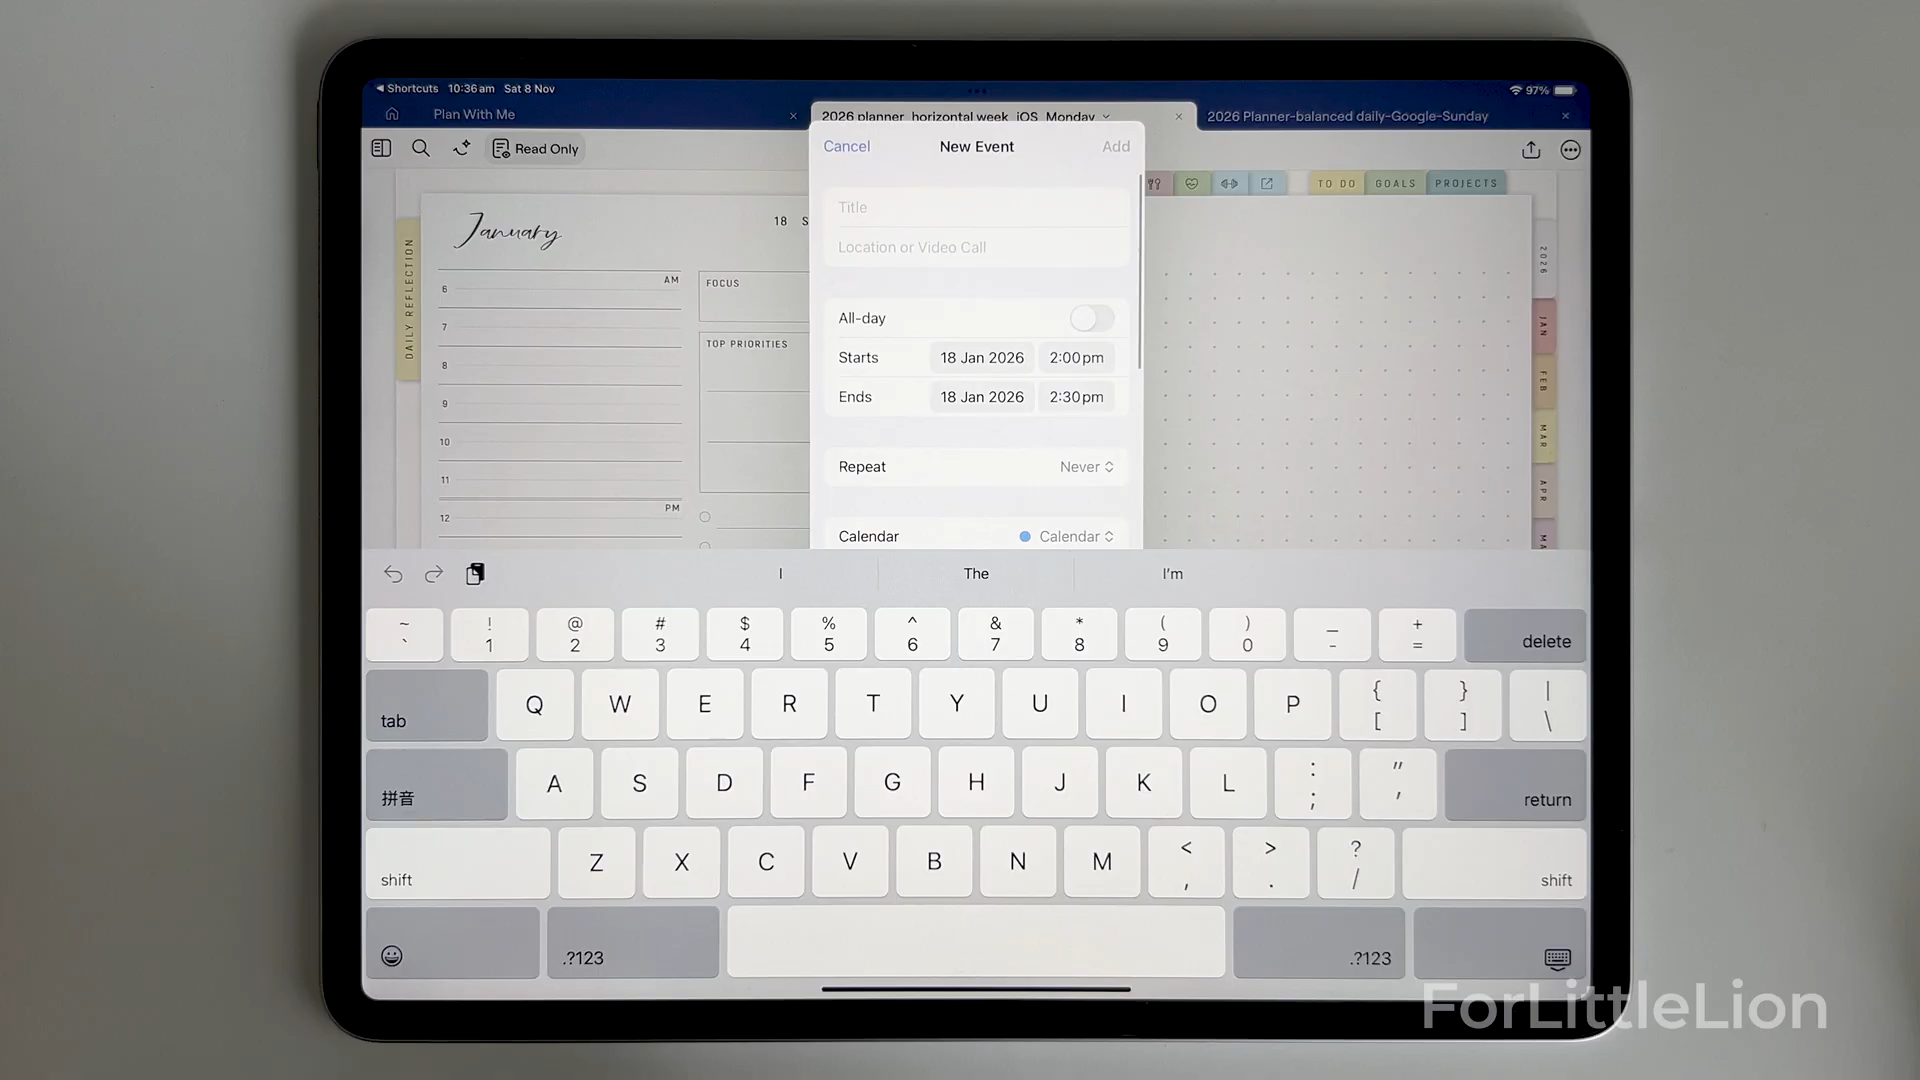 Shortcuts 10:36 am Sat 8 Nov
97%
Plan With Me
2026 planner_horizontal week_iOS_Monday
2026 Planner-balanced daily-Google-Sunday
Read Only
Cancel New Event Add
Title
Location or Video Call
All-day
Starts 18 Jan 2026 2:00 pm
Ends 18 Jan 2026 2:30 pm
Repeat Never
Calendar Calendar
TO DO GOALS PROJECTS
DAILY REFLECTION
January
18 S
AM
6
7
8
9
10
11
PM
12
FOCUS
TOP PRIORITIES
2026
JAN
FEB
MAR
APR
MA
I The I'm
~ ! @ # $ % ^ & * ( ) _ +
` 1 2 3 4 5 6 7 8 9 0 - = delete
tab Q W E R T Y U I O P { [ } ] | \
拼音 A S D F G H J K L : ; " ' return
shift Z X C V B N M < , > . ? / shift
.?123 .?123
ForLittleLion